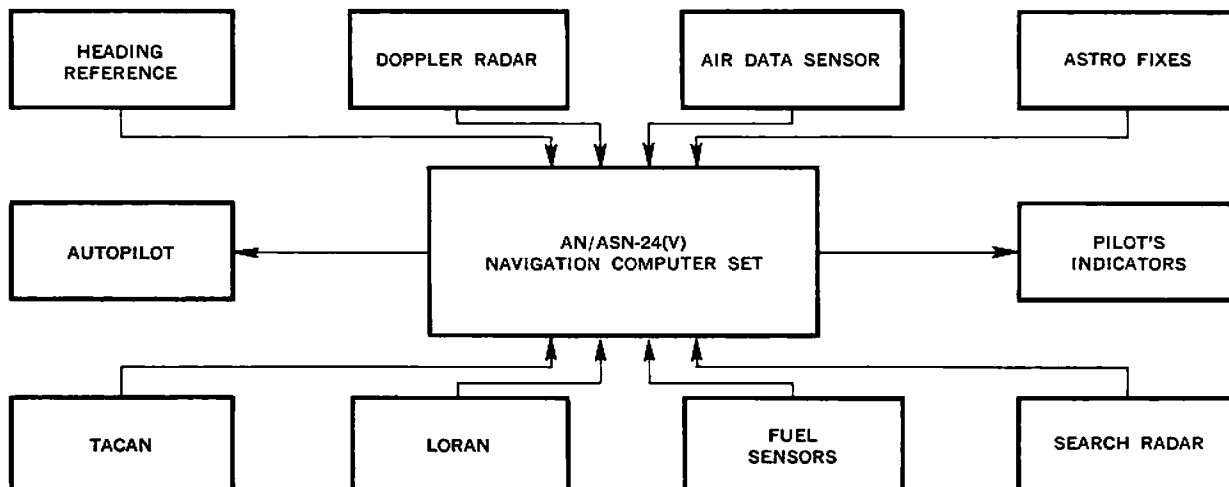 HEADING
REFERENCE
DOPPLER RADAR
AIR DATA SENSOR
ASTRO FIXES
AUTOPILOT
AN/ASN-24(V)
NAVIGATION COMPUTER SET
PILOT'S
INDICATORS
TACAN
LORAN
FUEL
SENSORS
SEARCH RADAR